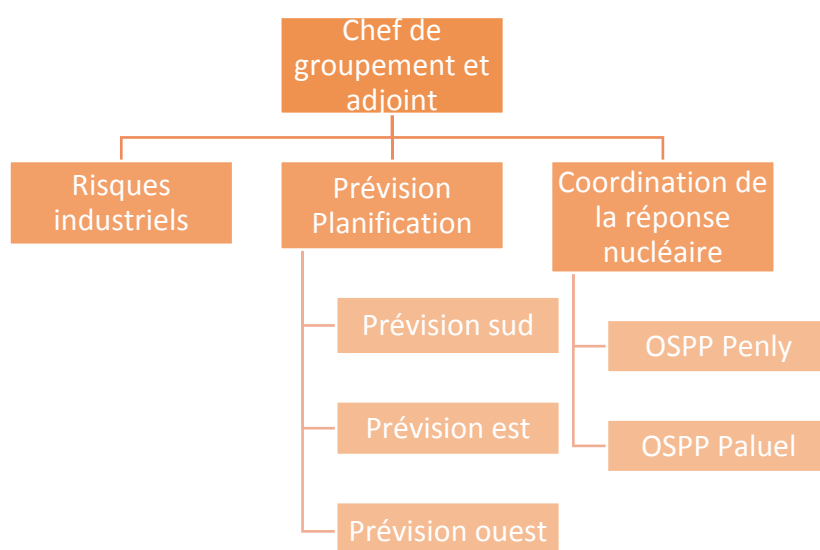 Chef de
groupement et
adjoint
Risques
industriels
Prévision
Planification
Coordination de
la réponse
nucléaire
Prévision sud
Prévision est
Prévision ouest
OSPP Penly
OSPP Paluel